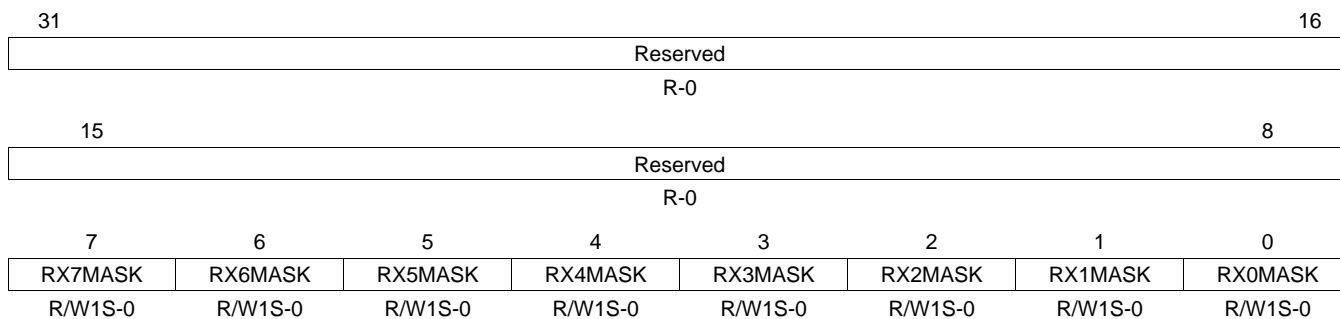 31 16
Reserved
R-0
15 8
Reserved
R-0
7 6 5 4 3 2 1 0
RX7MASK RX6MASK RX5MASK RX4MASK RX3MASK RX2MASK RX1MASK RX0MASK
R/W1S-0 R/W1S-0 R/W1S-0 R/W1S-0 R/W1S-0 R/W1S-0 R/W1S-0 R/W1S-0